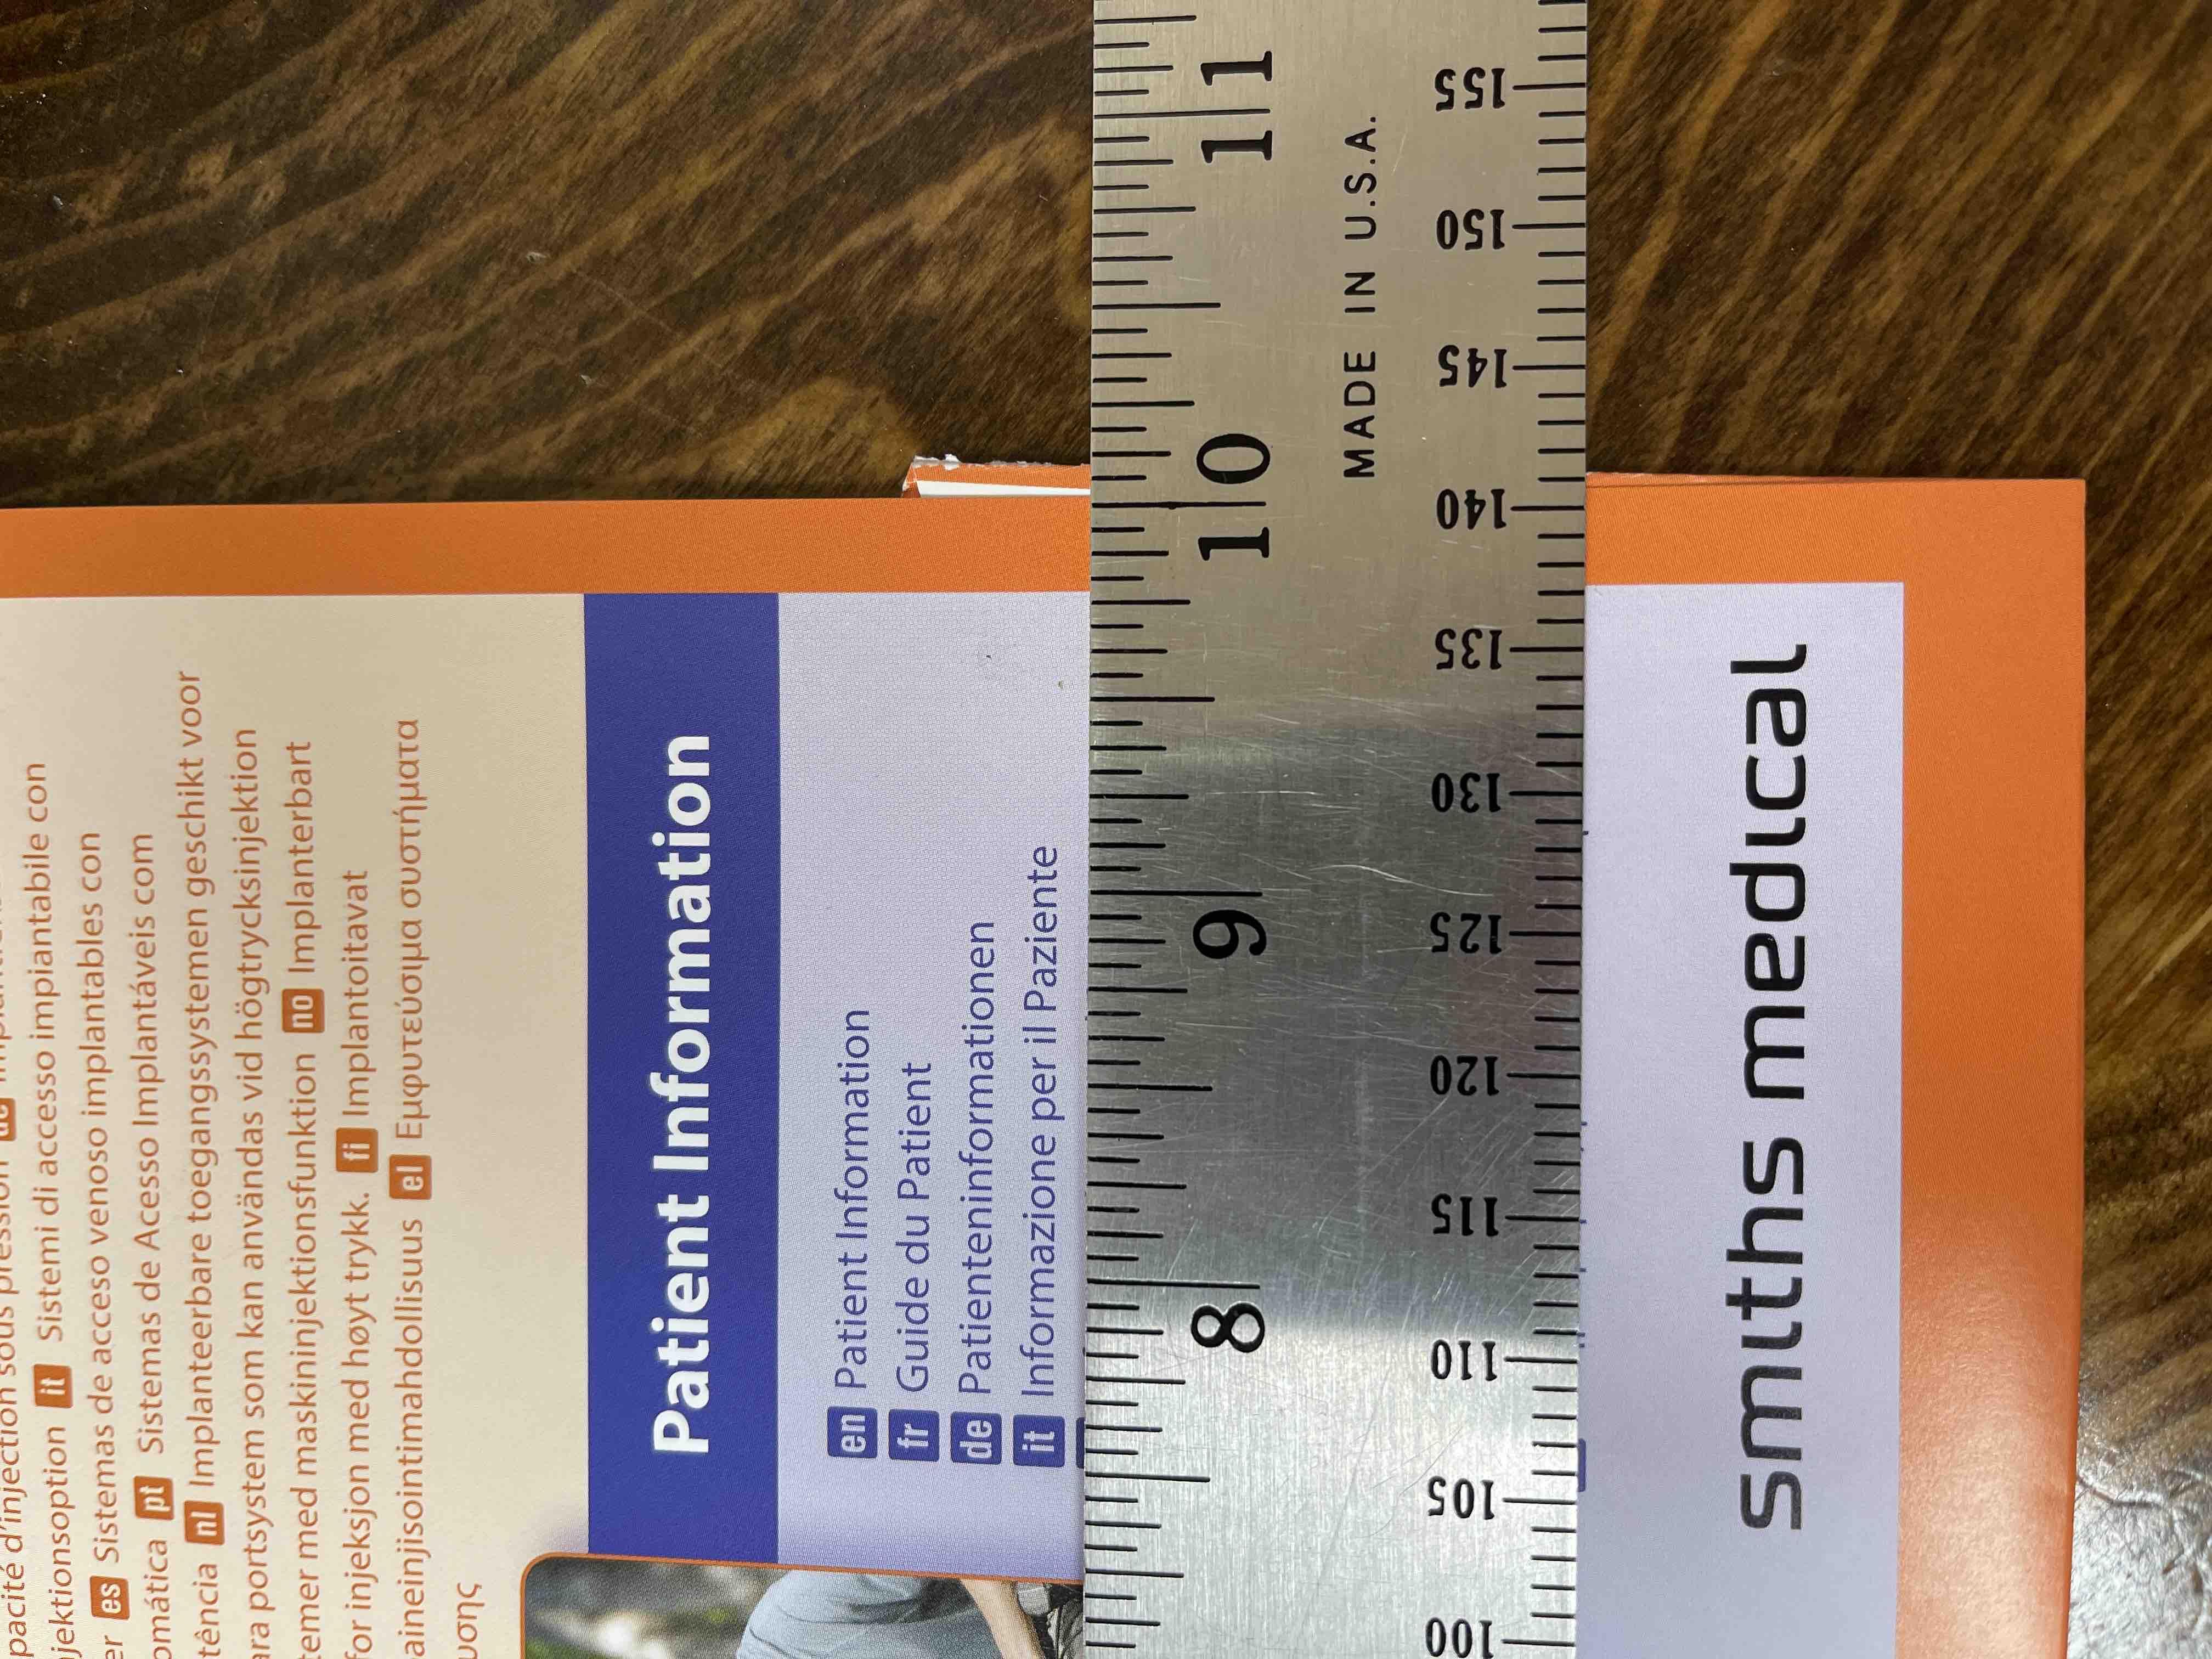 pacité d'injection sous pression de
jektionsoption it Sistemi di accesso impiantabile con
er es Sistemas de acceso venoso implantables con
omática pt Sistemas de Acesso Implantáveis com
tência nl Implanteerbare toegangssystemen geschikt voor
ara portsystem som kan användas vid högtrycksinjektion
temer med maskininjektionsfunktion no Implanterbart
for injeksjon med høyt trykk. fi Implantoitavat
aineinjisointimahdollisuus el Εμφυτεύσιμα συστήματα
υσης
Patient Information
en Patient Information
fr Guide du Patient
de Patienteninformationen
it Informazione per il Paziente
8 9 10 11
MADE IN U.S.A.
100 105 110 115 120 125 130 135 140 145 150 155
smiths medical